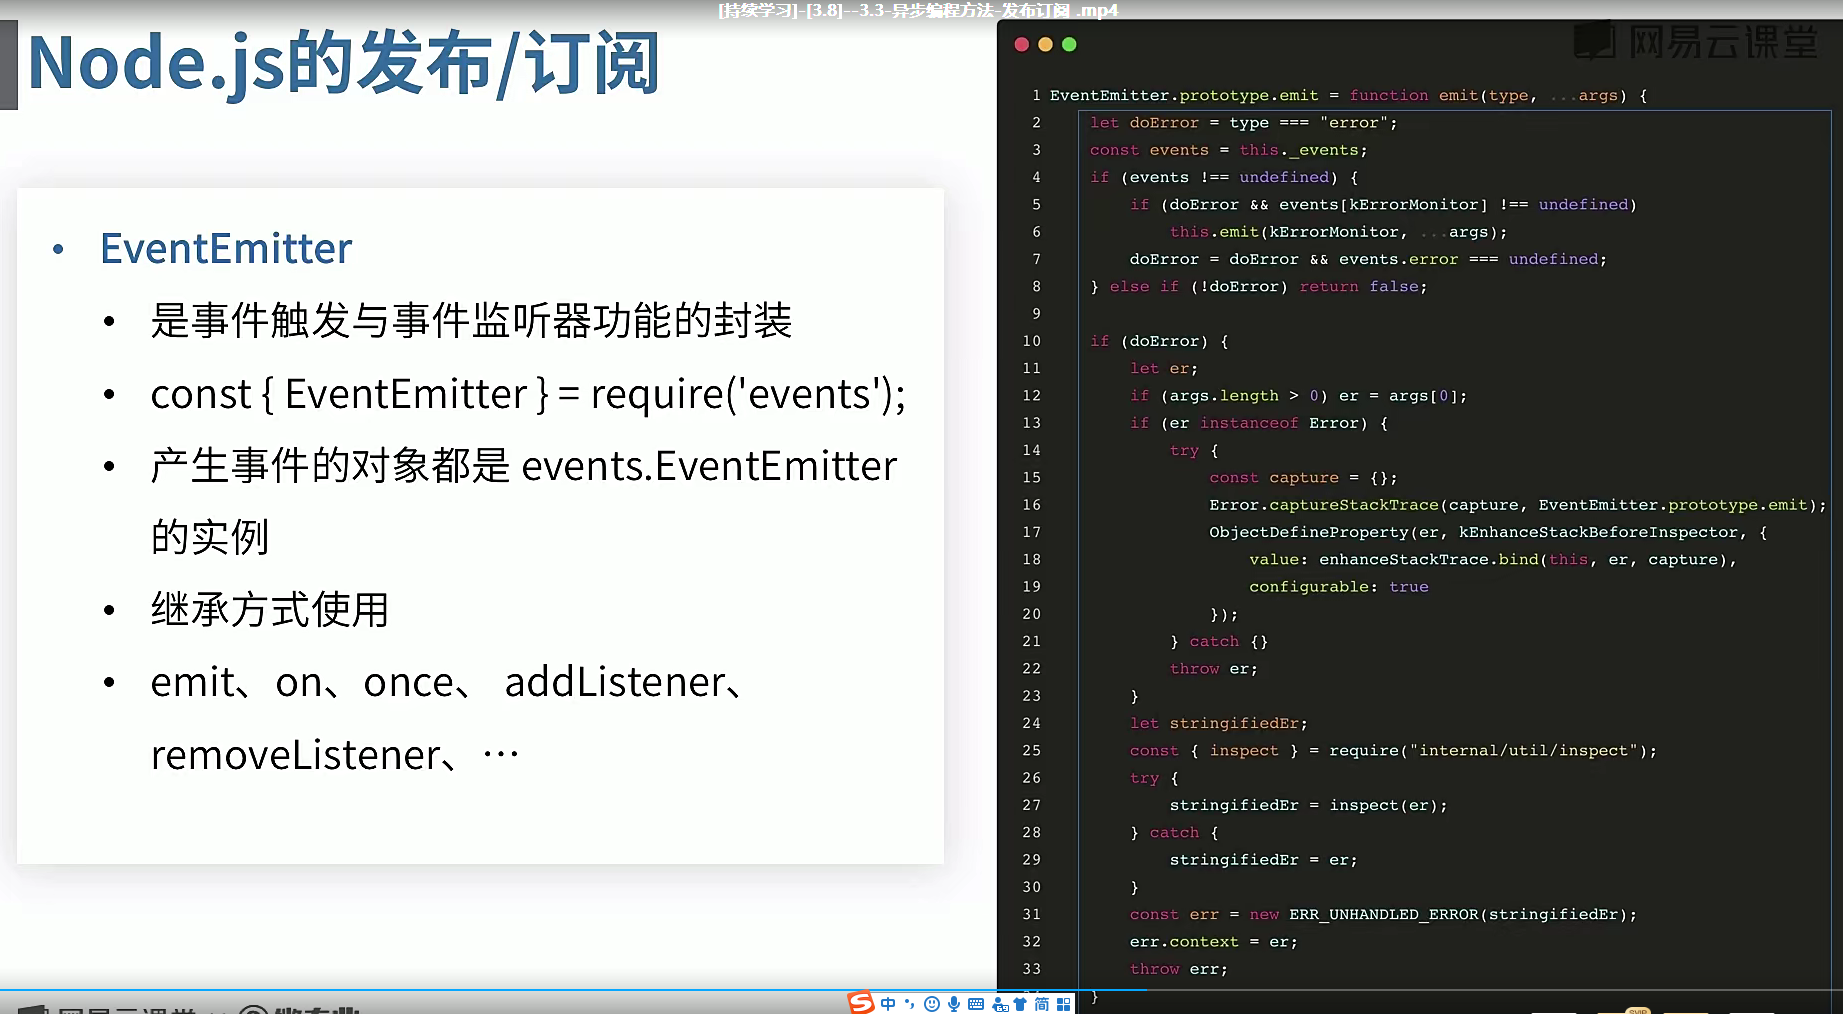 [持续学习]-[3.8]--3.3-异步编程方法-发布订阅 .mp4
Node.js的发布/订阅
• EventEmitter
• 是事件触发与事件监听器功能的封装
• const { EventEmitter } = require('events');
• 产生事件的对象都是 events.EventEmitter
的实例
• 继承方式使用
• emit、on、once、 addListener、
removeListener、…
网易云课堂
1 EventEmitter.prototype.emit = function emit(type, ...args) {
2 let doError = type === "error";
3 const events = this._events;
4 if (events !== undefined) {
5 if (doError && events[kErrorMonitor] !== undefined)
6 this.emit(kErrorMonitor, ...args);
7 doError = doError && events.error === undefined;
8 } else if (!doError) return false;
9
10 if (doError) {
11 let er;
12 if (args.length > 0) er = args[0];
13 if (er instanceof Error) {
14 try {
15 const capture = {};
16 Error.captureStackTrace(capture, EventEmitter.prototype.emit);
17 ObjectDefineProperty(er, kEnhanceStackBeforeInspector, {
18 value: enhanceStackTrace.bind(this, er, capture),
19 configurable: true
20 });
21 } catch {}
22 throw er;
23 }
24 let stringifiedEr;
25 const { inspect } = require("internal/util/inspect");
26 try {
27 stringifiedEr = inspect(er);
28 } catch {
29 stringifiedEr = er;
30 }
31 const err = new ERR_UNHANDLED_ERROR(stringifiedEr);
32 err.context = er;
33 throw err;
}
中 简